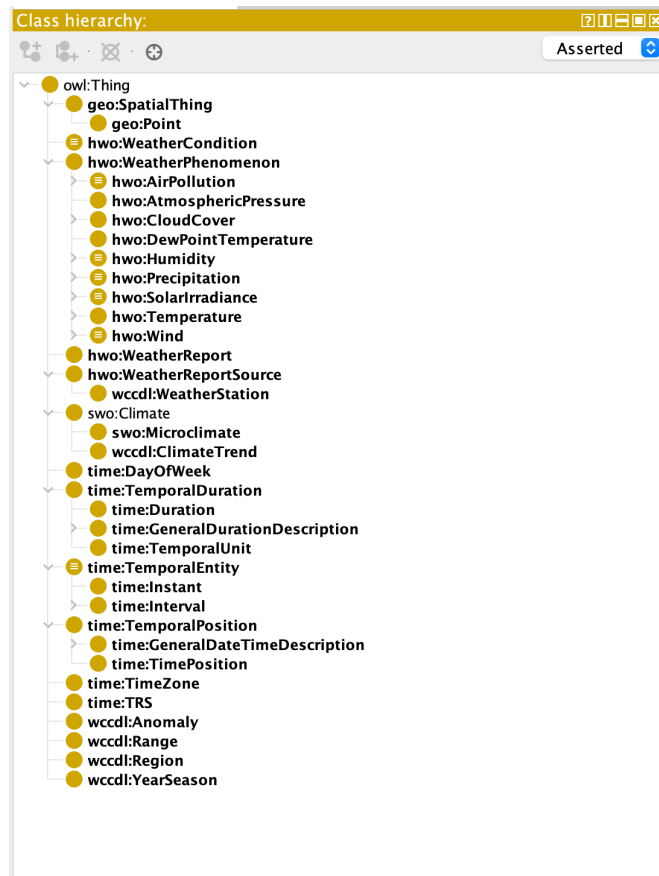 Class hierarchy:
Asserted
owl:Thing
geo:SpatialThing
geo:Point
hwo:WeatherCondition
hwo:WeatherPhenomenon
hwo:AirPollution
hwo:AtmosphericPressure
hwo:CloudCover
hwo:DewPointTemperature
hwo:Humidity
hwo:Precipitation
hwo:SolarIrradiance
hwo:Temperature
hwo:Wind
hwo:WeatherReport
hwo:WeatherReportSource
wccdl:WeatherStation
swo:Climate
swo:Microclimate
wccdl:ClimateTrend
time:DayOfWeek
time:TemporalDuration
time:Duration
time:GeneralDurationDescription
time:TemporalUnit
time:TemporalEntity
time:Instant
time:Interval
time:TemporalPosition
time:GeneralDateTimeDescription
time:TimePosition
time:TimeZone
time:TRS
wccdl:Anomaly
wccdl:Range
wccdl:Region
wccdl:YearSeason